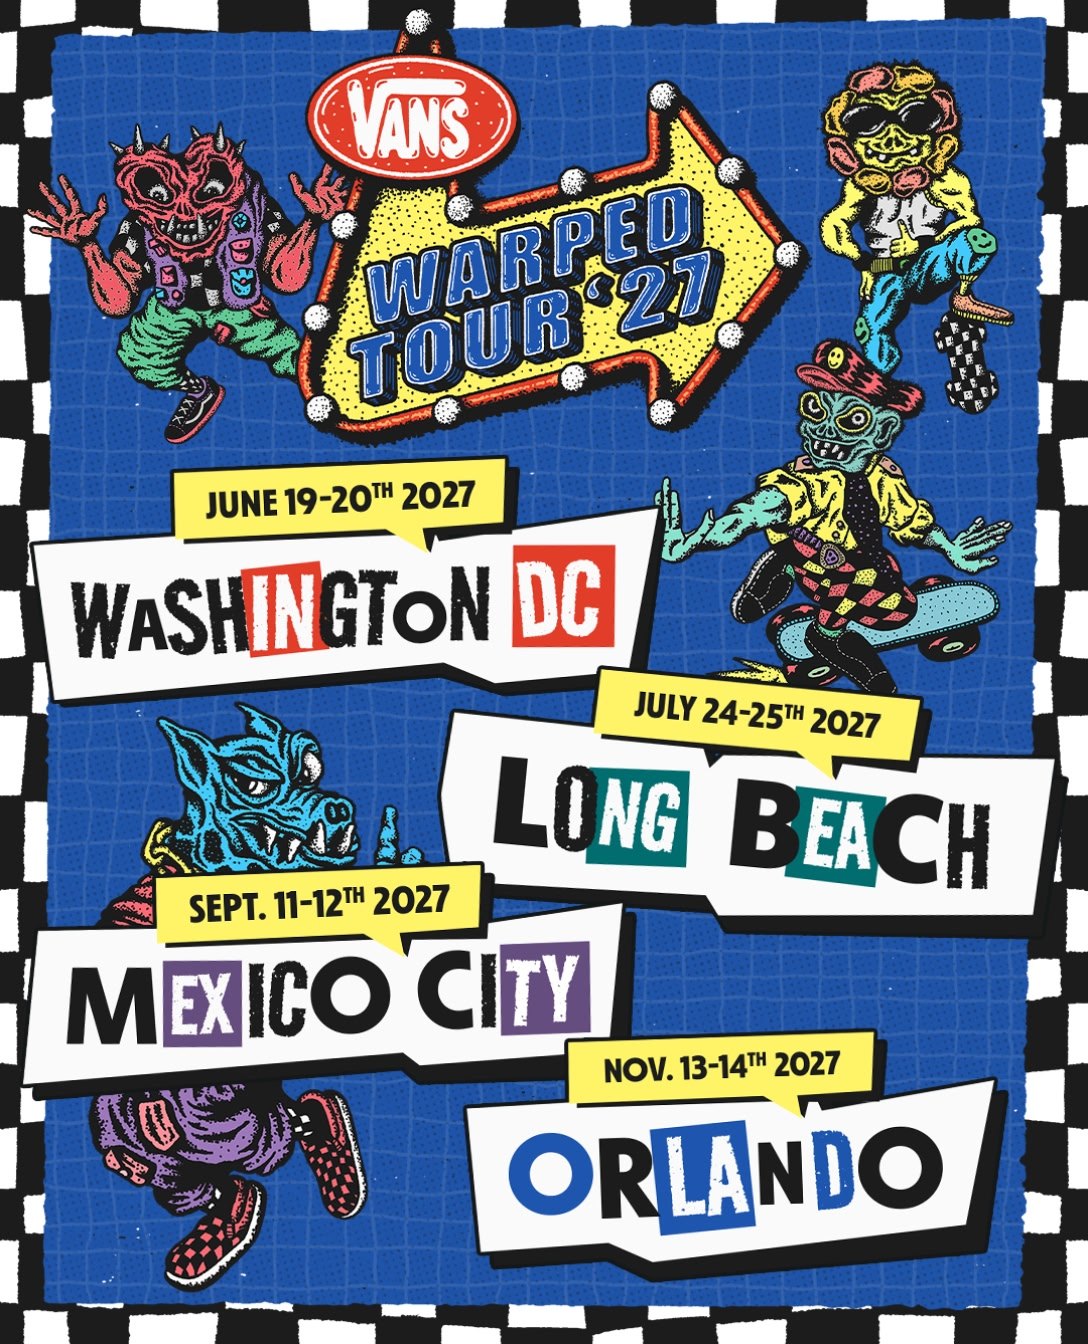 VANS
WARPED
TOUR '27
JUNE 19-20TH 2027
WASHINGTON DC
JULY 24-25TH 2027
LONG BEACH
SEPT. 11-12TH 2027
MEXICO CITY
NOV. 13-14TH 2027
ORLANDO